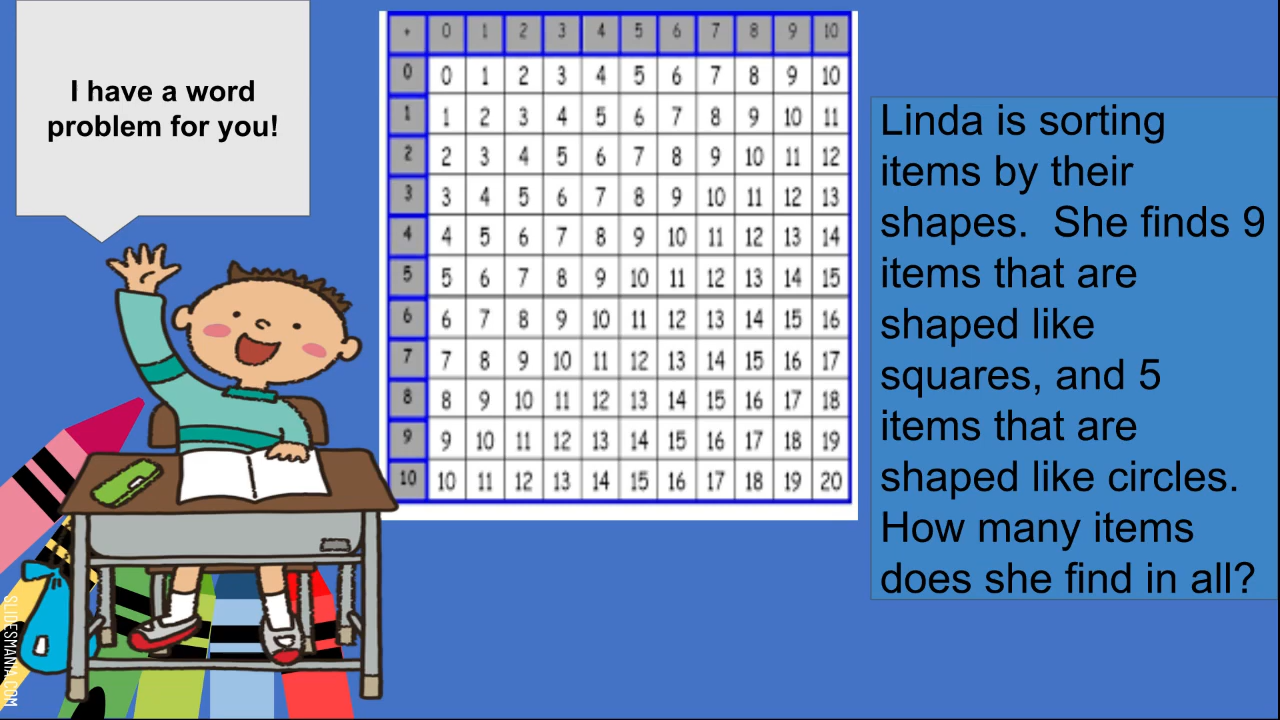 I have a word
problem for you!
+ 0 1 2 3 4 5 6 7 8 9 10
0 0 1 2 3 4 5 6 7 8 9 10
1 1 2 3 4 5 6 7 8 9 10 11
2 2 3 4 5 6 7 8 9 10 11 12
3 3 4 5 6 7 8 9 10 11 12 13
4 4 5 6 7 8 9 10 11 12 13 14
5 5 6 7 8 9 10 11 12 13 14 15
6 6 7 8 9 10 11 12 13 14 15 16
7 7 8 9 10 11 12 13 14 15 16 17
8 8 9 10 11 12 13 14 15 16 17 18
9 9 10 11 12 13 14 15 16 17 18 19
10 10 11 12 13 14 15 16 17 18 19 20
Linda is sorting
items by their
shapes.  She finds 9
items that are
shaped like
squares, and 5
items that are
shaped like circles.
How many items
does she find in all?
SLIDESMANIA.COM